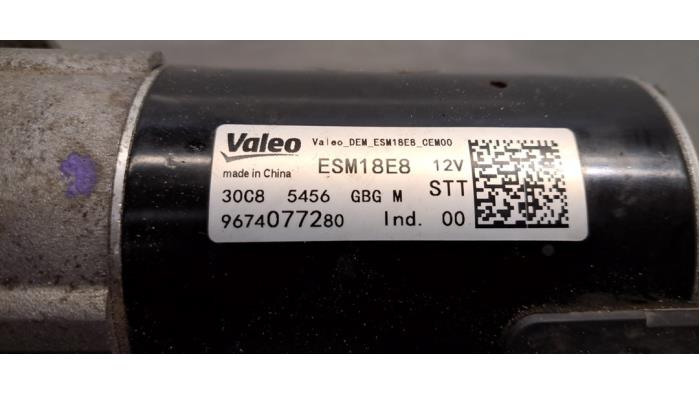 Valeo Valeo_DEM_ESM18E8_CEM00
made in China ESM18E8 12V
30C8 5456 GBG M STT
9674077280 Ind. 00